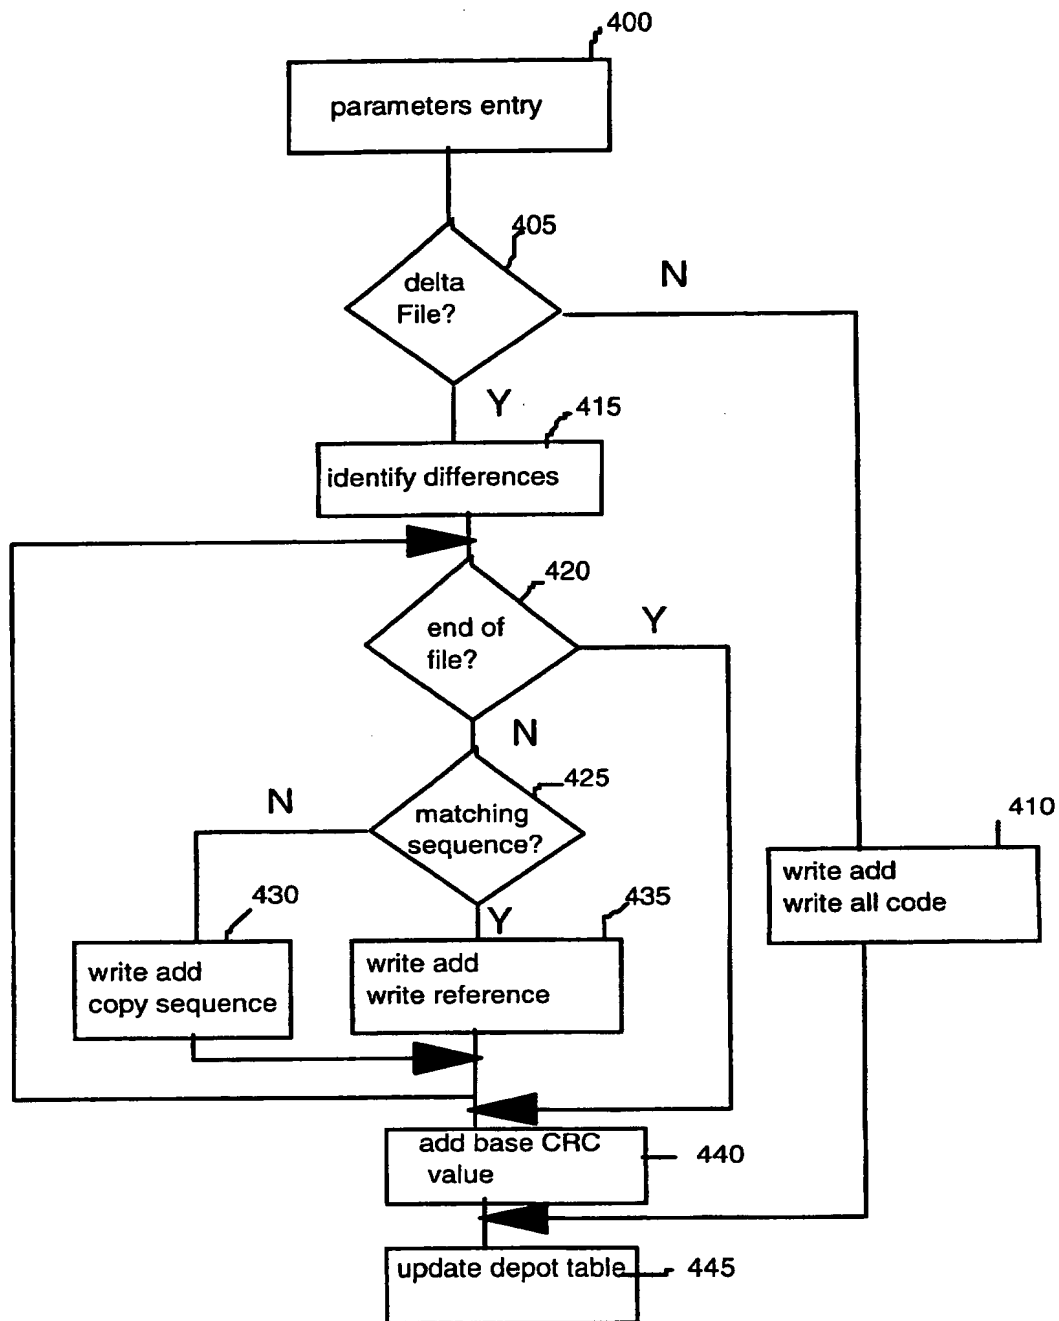 400
parameters entry
405
delta
File?
N
Y
415
identify differences
420
end of
file?
Y
N
425
matching
sequence?
N
410
write add
write all code
430
Y
435
write add
copy sequence
write add
write reference
add base CRC
value
440
update depot table
445